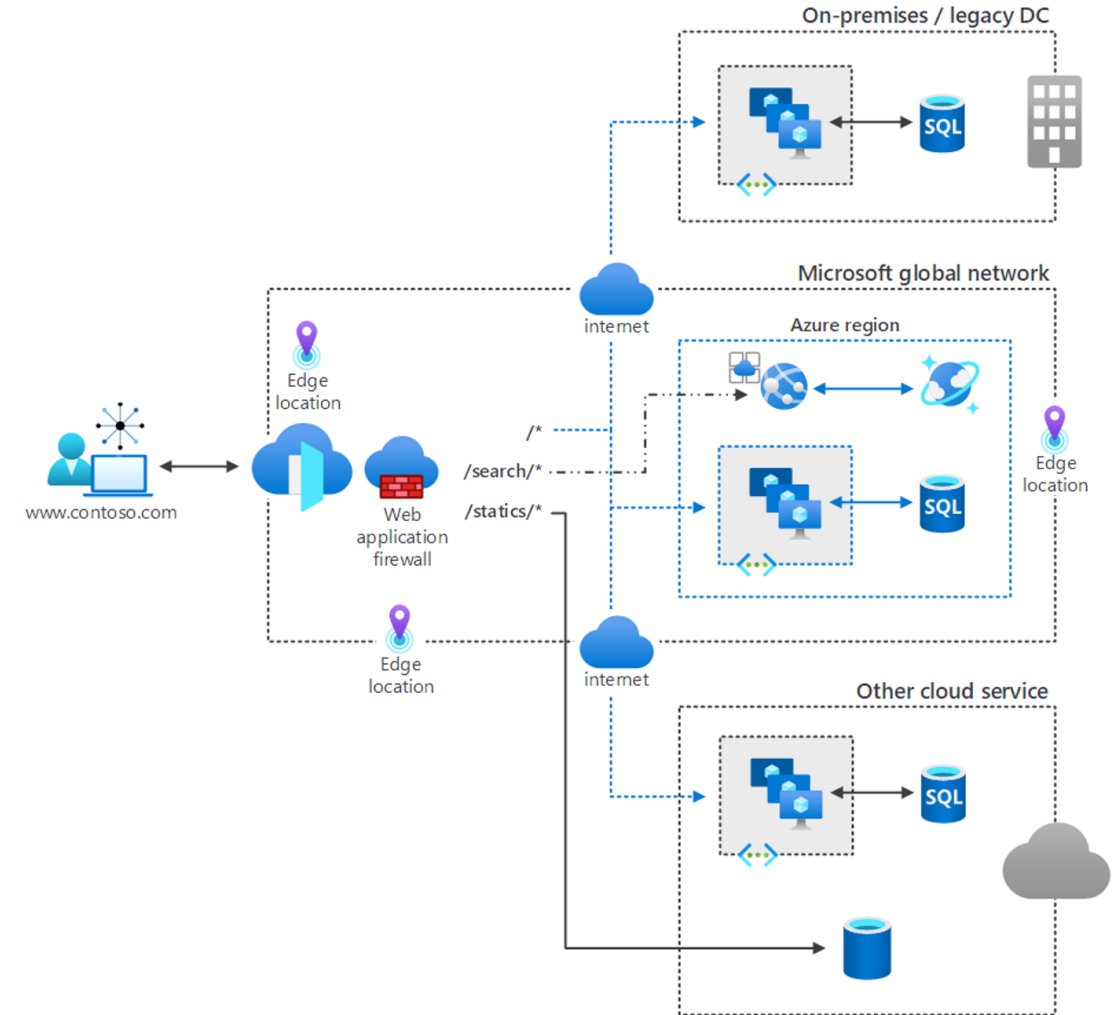 On-premises / legacy DC
SQL
Microsoft global network
internet
Azure region
Edge
location
Edge
location
/*
/search/*
/statics/*
www.contoso.com
Web
application
firewall
SQL
Edge
location
internet
Other cloud service
SQL